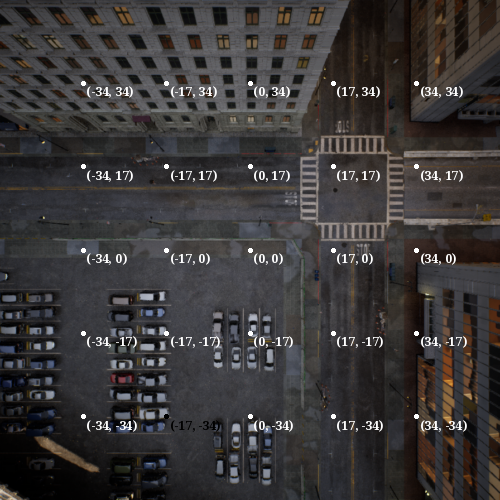 (-34, 34) (-17, 34) (0, 34) (17, 34) (34, 34)
(-34, 17) (-17, 17) (0, 17) (17, 17) (34, 17)
(-34, 0) (-17, 0) (0, 0) (17, 0) (34, 0)
(-34, -17) (-17, -17) (0, -17) (17, -17) (34, -17)
(-34, -34) (-17, -34) (0, -34) (17, -34) (34, -34)